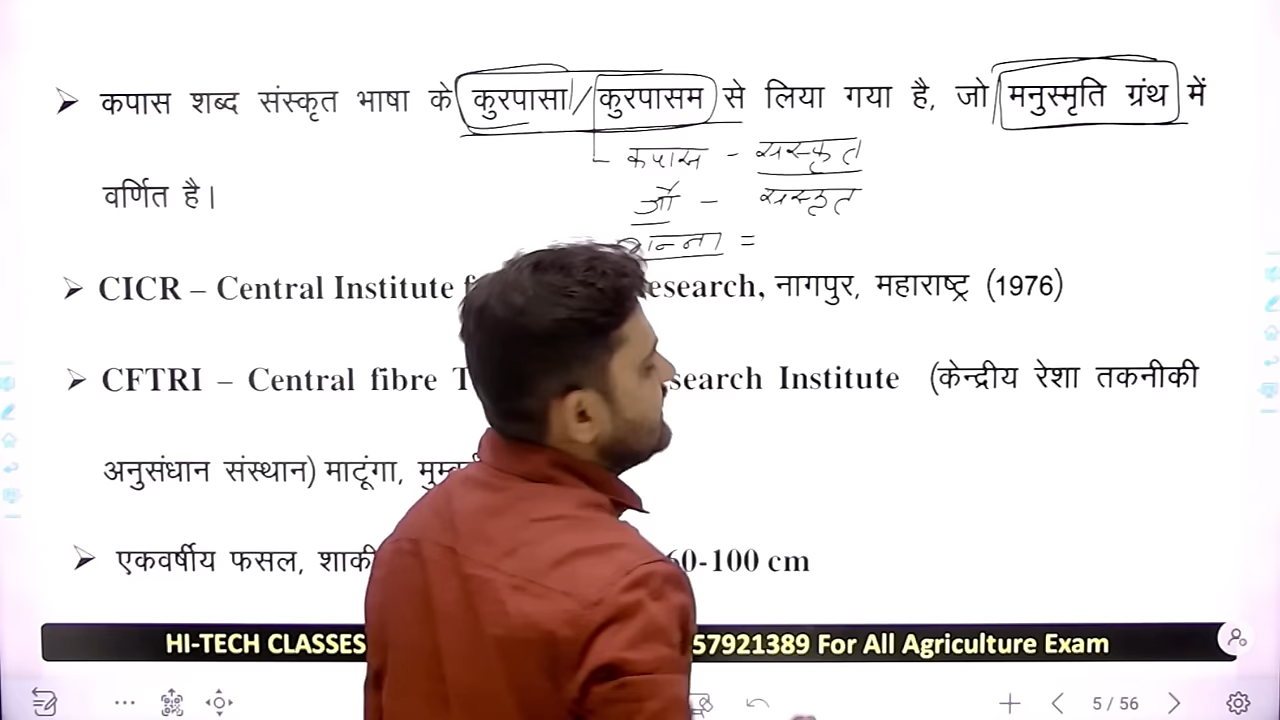 ➢ कपास शब्द संस्कृत भाषा के कुरपासा/कुरपासम से लिया गया है, जो मनुस्मृति ग्रंथ में
- कपास - संस्कृत
वर्णित है।
जौ - संस्कृत
गन्ना =
➢ CICR – Central Institute esearch, नागपुर, महाराष्ट्र (1976)
➢ CFTRI – Central fibre T search Institute (केन्द्रीय रेशा तकनीकी
अनुसंधान संस्थान) माटूंगा,
➢ एकवर्षीय फसल, 60-100 cm
HI-TECH CLASSES 57921389 For All Agriculture Exam
5 / 56